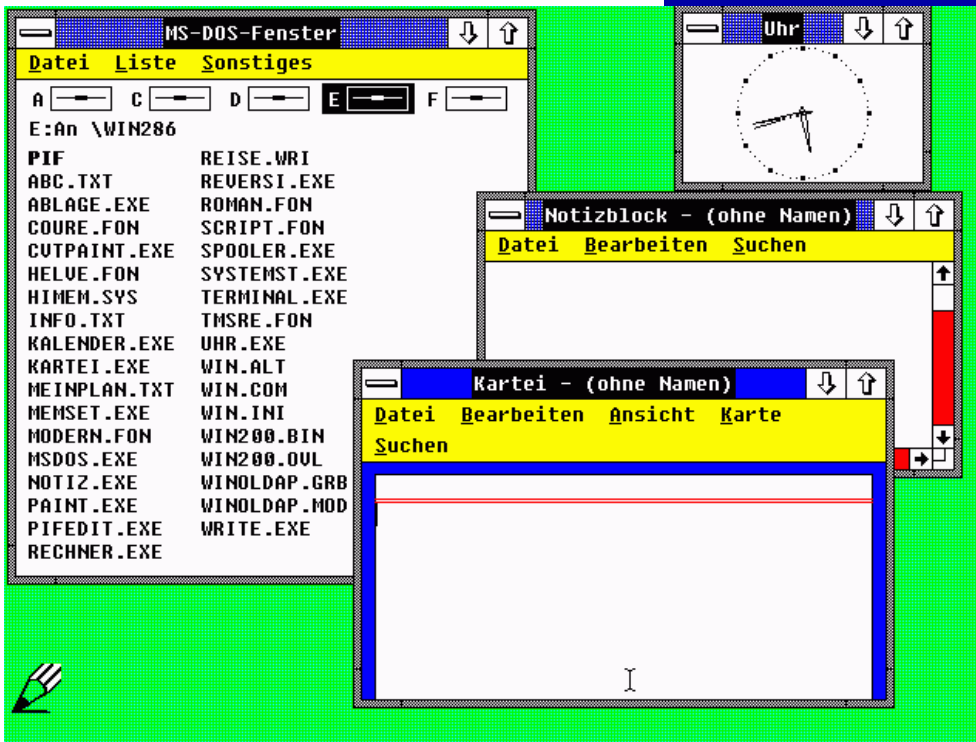 MS-DOS-Fenster
Datei Liste Sonstiges
A C D E F
E:An \WIN286
PIF REISE.WRI
ABC.TXT REVERSI.EXE
ABLAGE.EXE ROMAN.FON
COURE.FON SCRIPT.FON
CVTPAINT.EXE SPOOLER.EXE
HELVE.FON SYSTEMST.EXE
HIMEM.SYS TERMINAL.EXE
INFO.TXT TMSRE.FON
KALENDER.EXE UHR.EXE
KARTEI.EXE WIN.ALT
MEINPLAN.TXT WIN.COM
MEMSET.EXE WIN.INI
MODERN.FON WIN200.BIN
MSDOS.EXE WIN200.OVL
NOTIZ.EXE WINOLDAP.GRB
PAINT.EXE WINOLDAP.MOD
PIFEDIT.EXE WRITE.EXE
RECHNER.EXE
Uhr
Notizblock - (ohne Namen)
Datei Bearbeiten Suchen
Kartei - (ohne Namen)
Datei Bearbeiten Ansicht Karte
Suchen